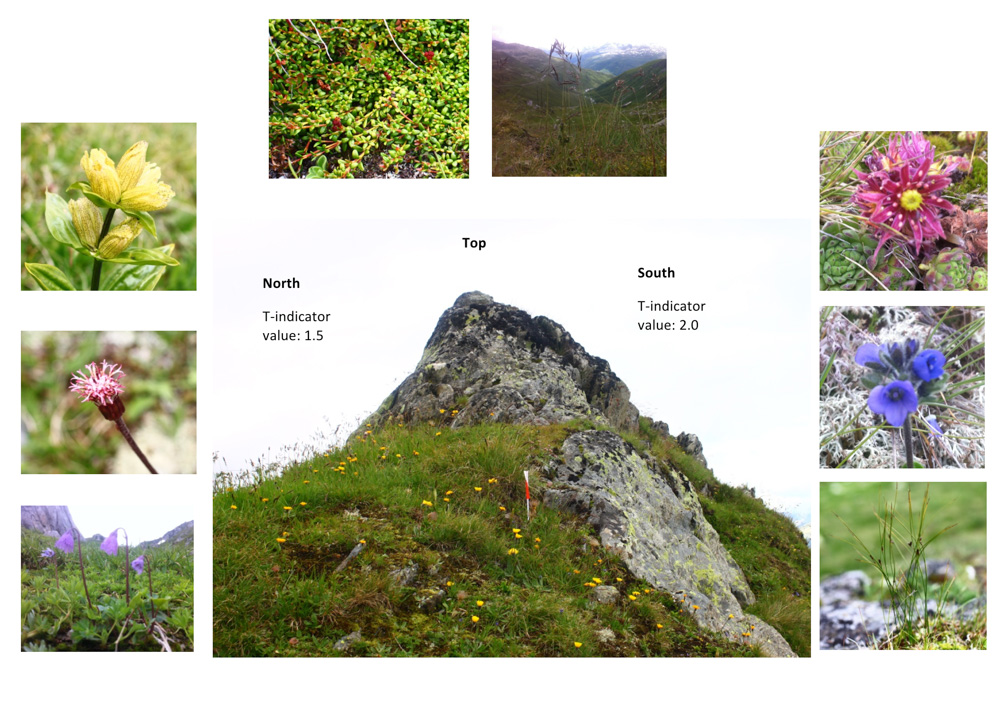 Top
North
T-indicator
value: 1.5
South
T-indicator
value: 2.0